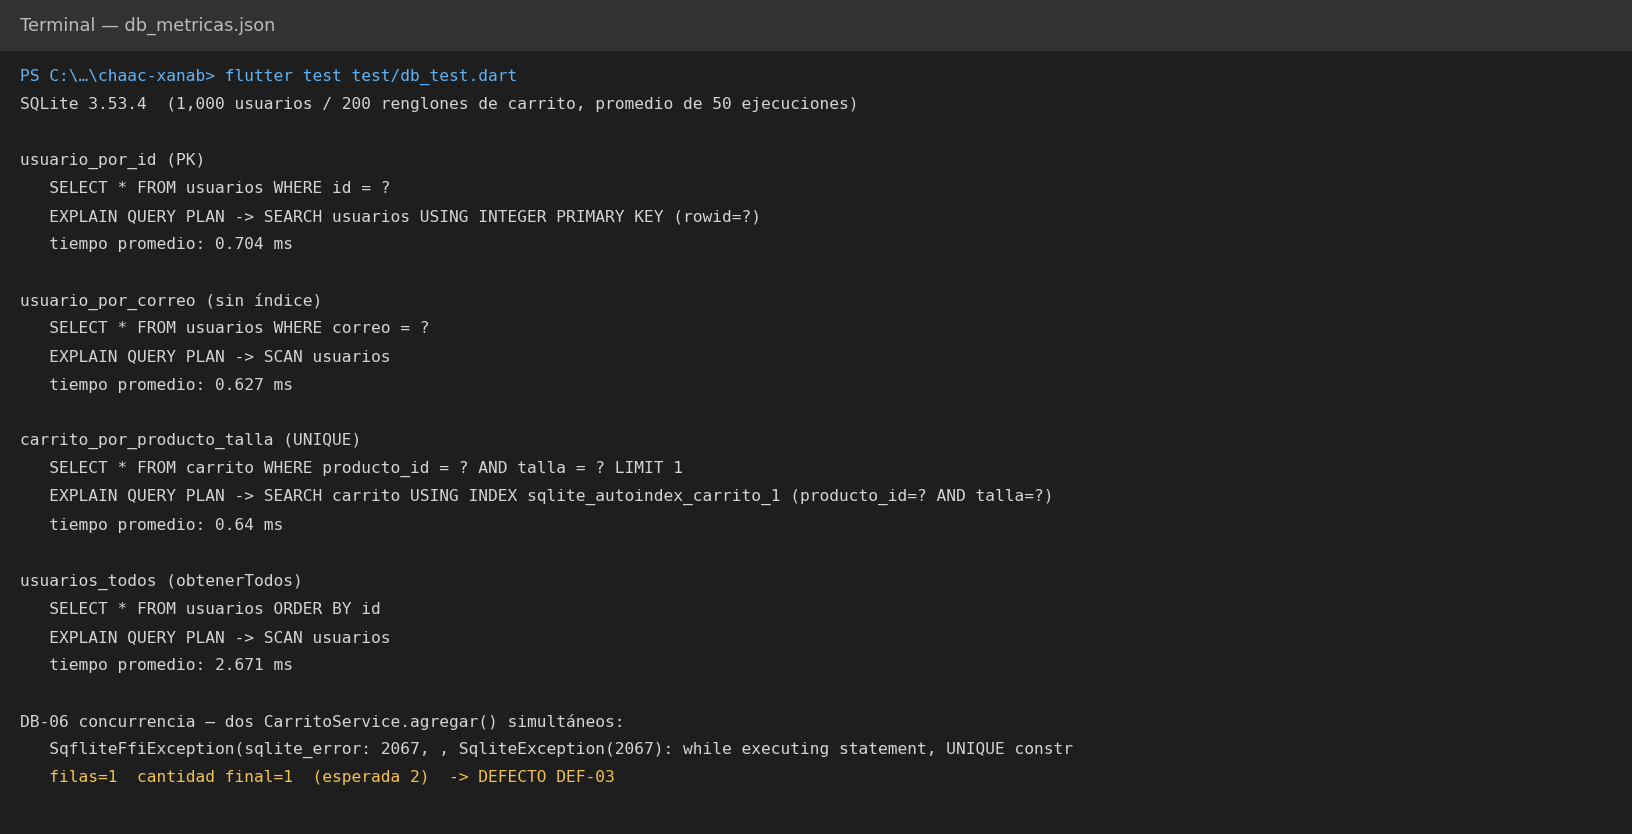 Terminal — db_metricas.json
PS C:\…\chaac-xanab> flutter test test/db_test.dart
SQLite 3.53.4  (1,000 usuarios / 200 renglones de carrito, promedio de 50 ejecuciones)
usuario_por_id (PK)
SELECT * FROM usuarios WHERE id = ?
EXPLAIN QUERY PLAN -> SEARCH usuarios USING INTEGER PRIMARY KEY (rowid=?)
tiempo promedio: 0.704 ms
usuario_por_correo (sin índice)
SELECT * FROM usuarios WHERE correo = ?
EXPLAIN QUERY PLAN -> SCAN usuarios
tiempo promedio: 0.627 ms
carrito_por_producto_talla (UNIQUE)
SELECT * FROM carrito WHERE producto_id = ? AND talla = ? LIMIT 1
EXPLAIN QUERY PLAN -> SEARCH carrito USING INDEX sqlite_autoindex_carrito_1 (producto_id=? AND talla=?)
tiempo promedio: 0.64 ms
usuarios_todos (obtenerTodos)
SELECT * FROM usuarios ORDER BY id
EXPLAIN QUERY PLAN -> SCAN usuarios
tiempo promedio: 2.671 ms
DB-06 concurrencia — dos CarritoService.agregar() simultáneos:
SqfliteFfiException(sqlite_error: 2067, , SqliteException(2067): while executing statement, UNIQUE constr
filas=1  cantidad final=1  (esperada 2)  -> DEFECTO DEF-03